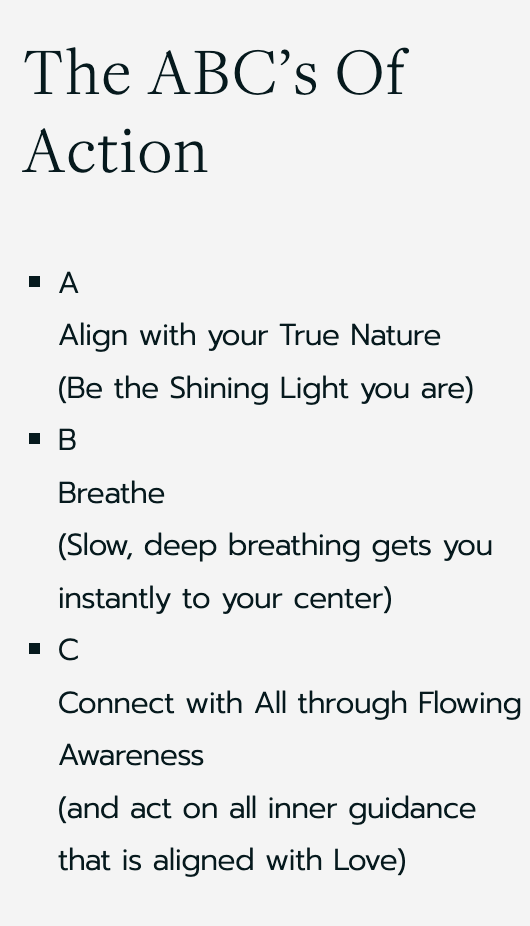 The ABC’s Of
Action
▪ A
Align with your True Nature
(Be the Shining Light you are)
▪ B
Breathe
(Slow, deep breathing gets you
instantly to your center)
▪ C
Connect with All through Flowing
Awareness
(and act on all inner guidance
that is aligned with Love)